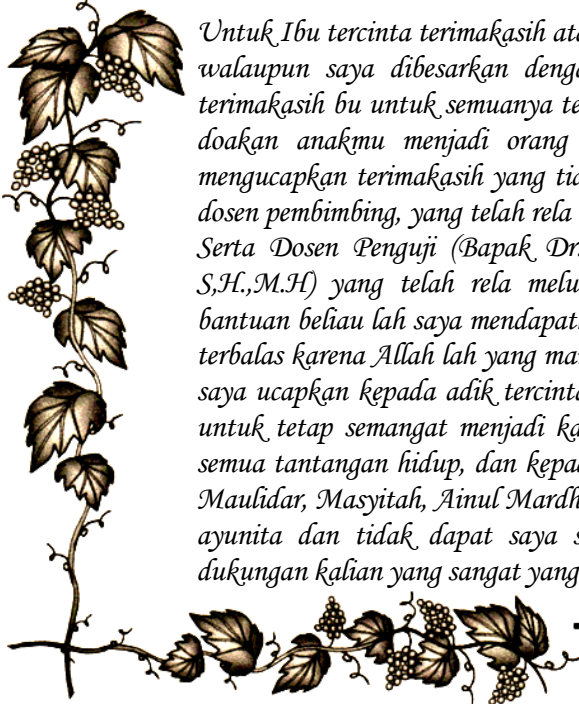 Untuk Ibu tercinta terimakasih ata
walaupun saya dibesarkan denga
terimakasih bu untuk semuanya te
doakan anakmu menjadi orang
mengucapkan terimakasih yang tid
dosen pembimbing, yang telah rela
Serta Dosen Penguji (Bapak Dr.
S,H.,M.H) yang telah rela melu
bantuan beliau lah saya mendapat
terbalas karena Allah lah yang ma
saya ucapkan kepada adik tercinta
untuk tetap semangat menjadi ka
semua tantangan hidup, dan kepad
Maulidar, Masyitah, Ainul Mardh
ayunita dan tidak dapat saya s
dukungan kalian yang sangat yang